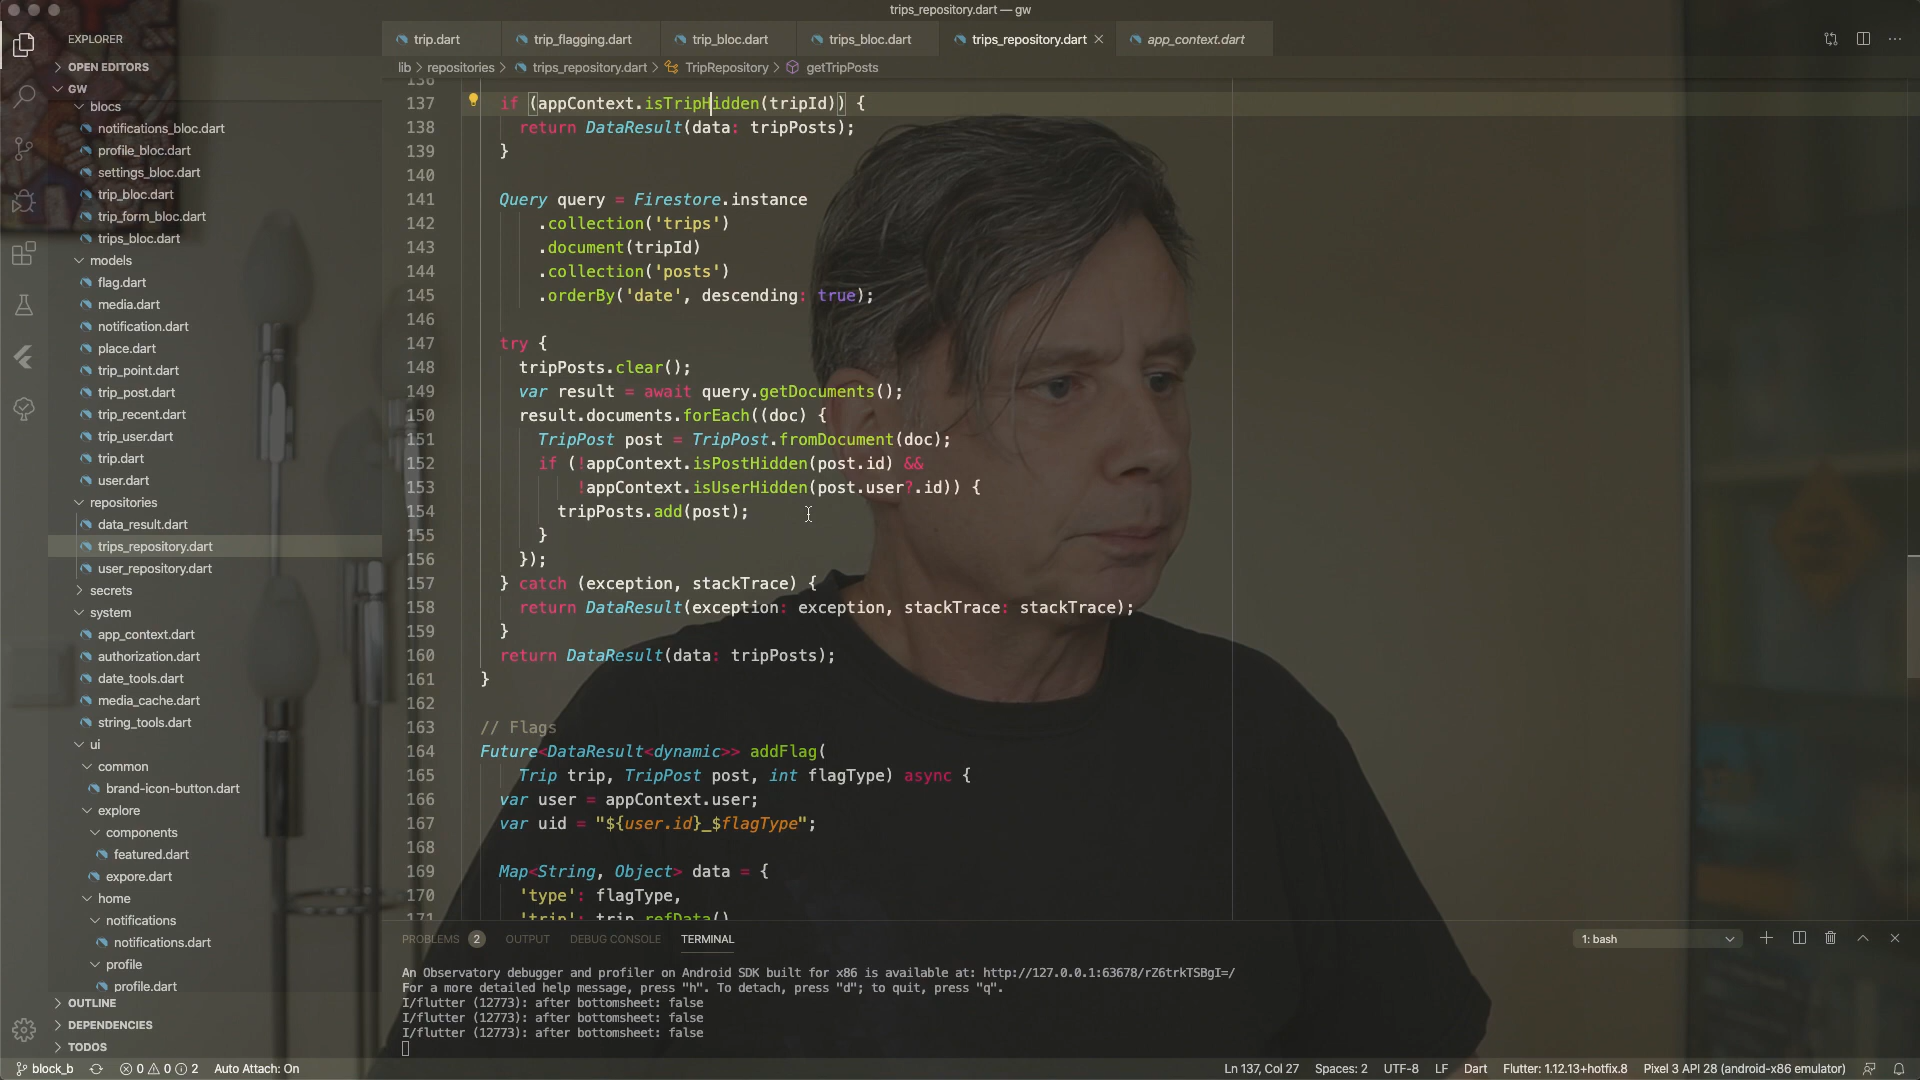 trips_repository.dart — gw
EXPLORER
OPEN EDITORS
GW
blocs
notifications_bloc.dart
profile_bloc.dart
settings_bloc.dart
trip_bloc.dart
trip_form_bloc.dart
trips_bloc.dart
models
flag.dart
media.dart
notification.dart
place.dart
trip_point.dart
trip_post.dart
trip_recent.dart
trip_user.dart
trip.dart
user.dart
repositories
data_result.dart
trips_repository.dart
user_repository.dart
secrets
system
app_context.dart
authorization.dart
date_tools.dart
media_cache.dart
string_tools.dart
ui
common
brand-icon-button.dart
explore
components
featured.dart
expore.dart
home
notifications
notifications.dart
profile
profile.dart
OUTLINE
DEPENDENCIES
TODOS
trip.dart trip_flagging.dart trip_bloc.dart trips_bloc.dart trips_repository.dart app_context.dart
lib > repositories > trips_repository.dart > TripRepository > getTripPosts
136
137 if (appContext.isTripHidden(tripId)) {
138 return DataResult(data: tripPosts);
139 }
140
141 Query query = Firestore.instance
142 .collection('trips')
143 .document(tripId)
144 .collection('posts')
145 .orderBy('date', descending: true);
146
147 try {
148 tripPosts.clear();
149 var result = await query.getDocuments();
150 result.documents.forEach((doc) {
151 TripPost post = TripPost.fromDocument(doc);
152 if (!appContext.isPostHidden(post.id) &&
153 !appContext.isUserHidden(post.user?.id)) {
154 tripPosts.add(post);
155 }
156 });
157 } catch (exception, stackTrace) {
158 return DataResult(exception: exception, stackTrace: stackTrace);
159 }
160 return DataResult(data: tripPosts);
161 }
162
163 // Flags
164 Future<DataResult<dynamic>> addFlag(
165 Trip trip, TripPost post, int flagType) async {
166 var user = appContext.user;
167 var uid = "${user.id}_$flagType";
168
169 Map<String, Object> data = {
170 'type': flagType,
171 'trip': trip.refData()
PROBLEMS 2 OUTPUT DEBUG CONSOLE TERMINAL 1: bash
An Observatory debugger and profiler on Android SDK built for x86 is available at: http://127.0.0.1:63678/rZ6trkTSBgI=/
For a more detailed help message, press "h". To detach, press "d"; to quit, press "q".
I/flutter (12773): after bottomsheet: false
I/flutter (12773): after bottomsheet: false
I/flutter (12773): after bottomsheet: false
block_b 0 0 2 Auto Attach: On Ln 137, Col 27 Spaces: 2 UTF-8 LF Dart Flutter: 1.12.13+hotfix.8 Pixel 3 API 28 (android-x86 emulator)